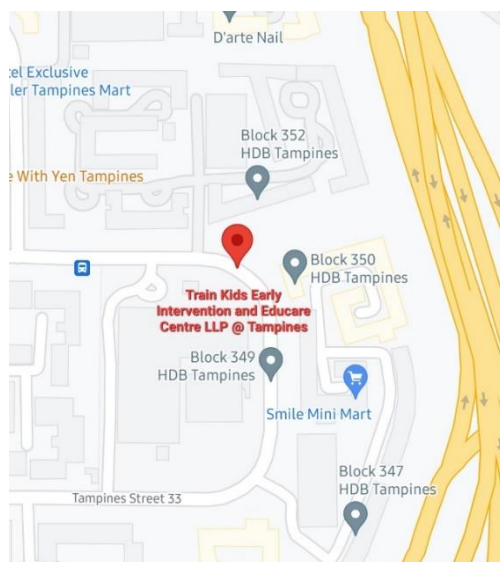 D'arte Nail
tel Exclusive
ler Tampines Mart
Block 352
HDB Tampines
e With Yen Tampines
Block 350
HDB Tampines
Train Kids Early
Intervention and Educare
Centre LLP @ Tampines
Block 349
HDB Tampines
Smile Mini Mart
Block 347
HDB Tampines
Tampines Street 33